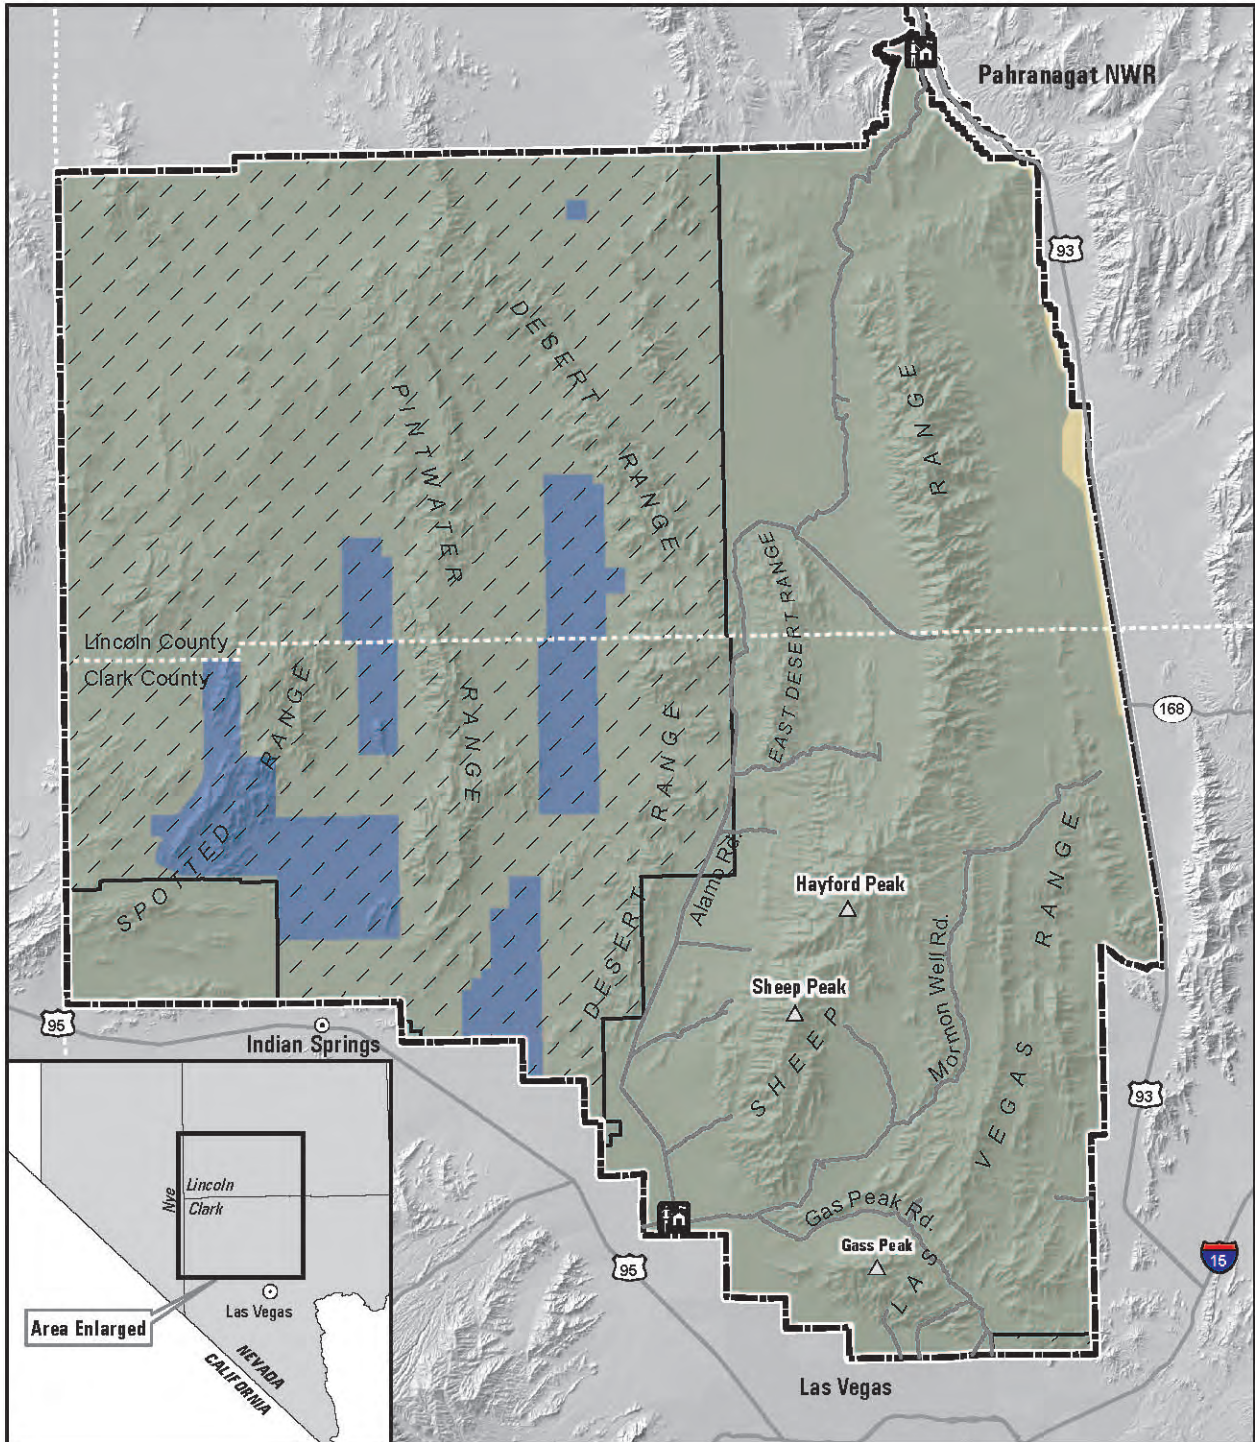 Pahranagat NWR
93
DESERT RANGE
PINTWATER RANGE
RANGE
EAST DESERT RANGE
Lincoln County
Clark County
168
SPOTTED RANGE
DESERT RANGE
Alamo Rd.
Hayford Peak
Sheep Peak
SHEEP
Mormon Well Rd.
LAS VEGAS RANGE
95
Indian Springs
93
Gas Peak Rd.
Gass Peak
95
15
Las Vegas
Nye
Lincoln
Clark
Las Vegas
Area Enlarged
NEVADA
CALIFORNIA